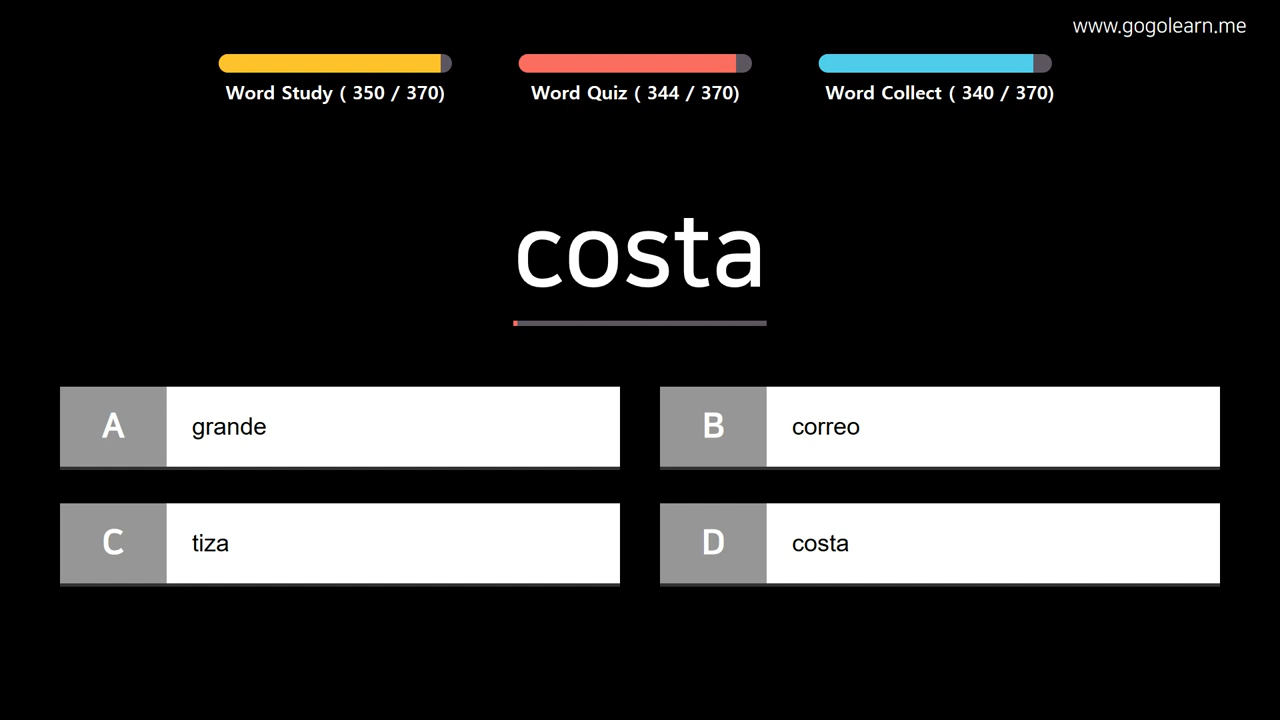 www.gogolearn.me
Word Study ( 350 / 370)
Word Quiz ( 344 / 370)
Word Collect ( 340 / 370)
costa
A grande
B correo
C tiza
D costa